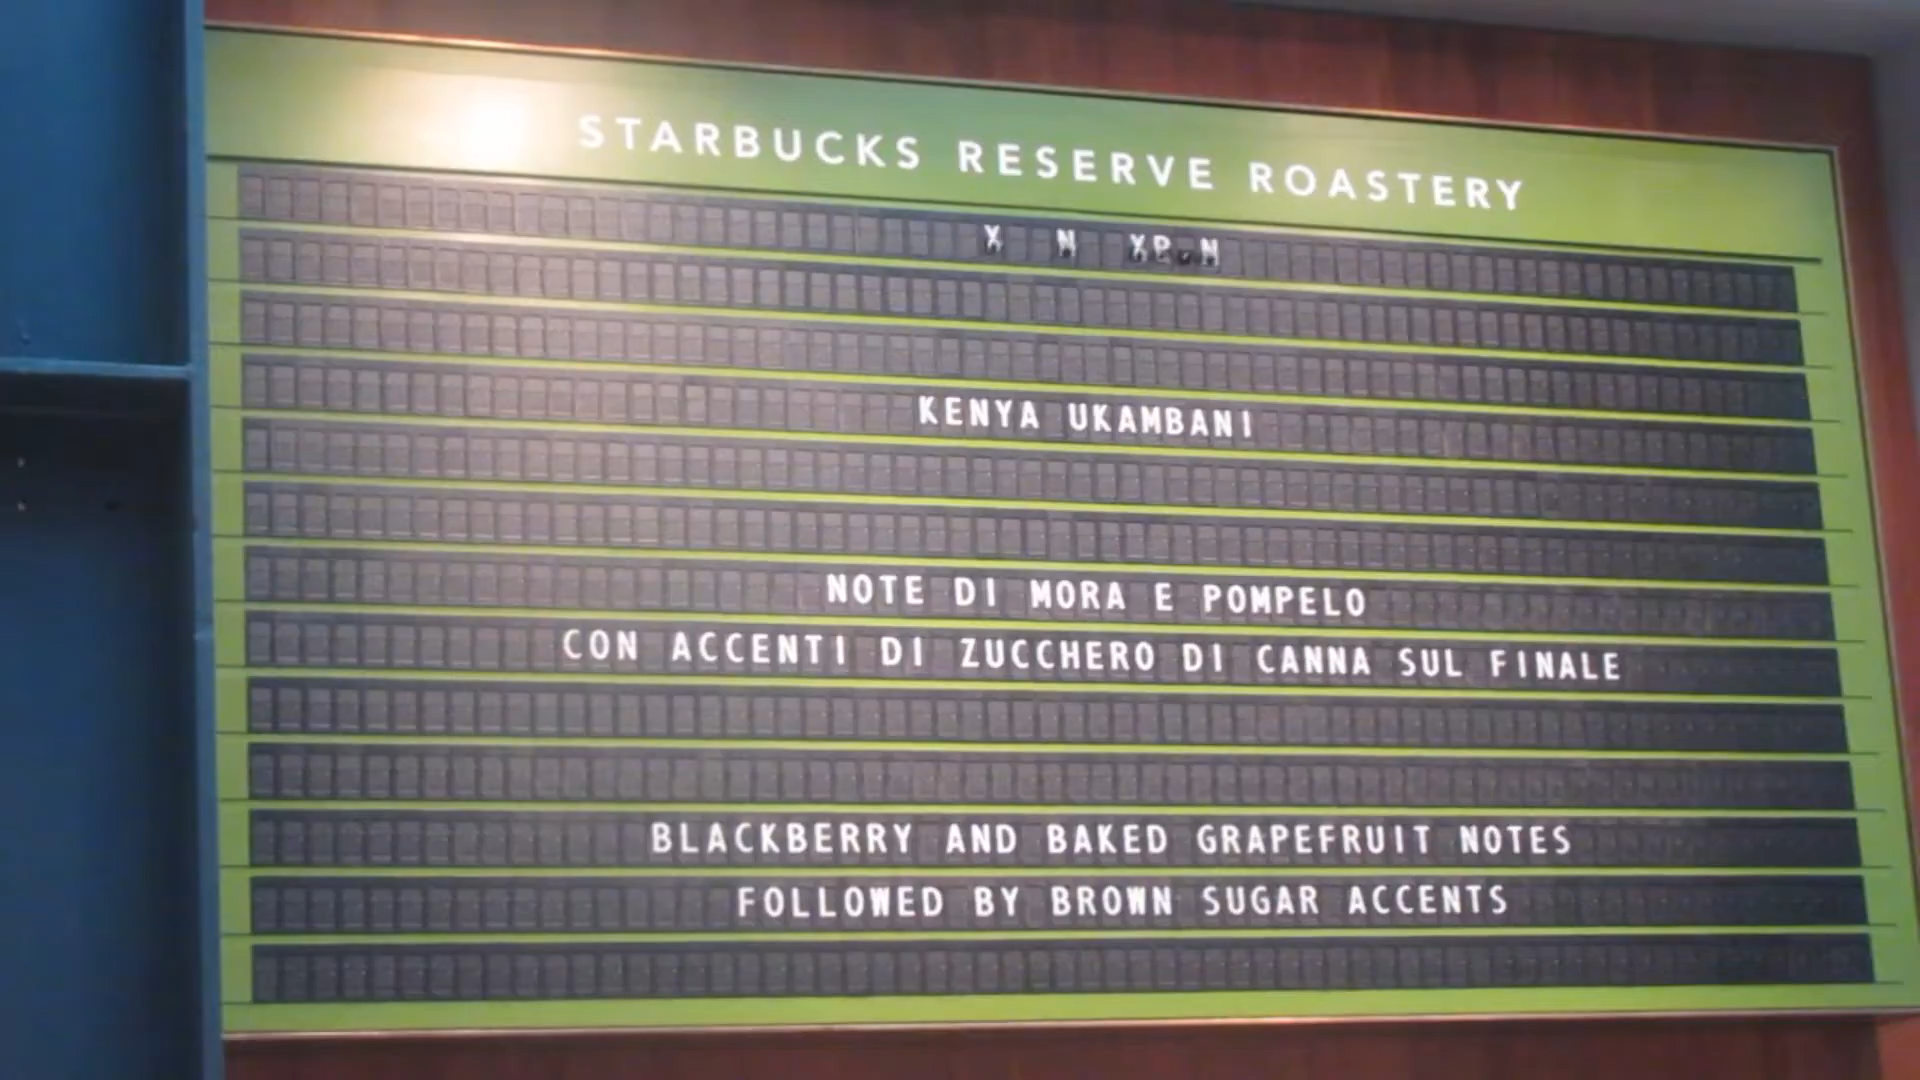 STARBUCKS RESERVE ROASTERY
KENYA UKAMBANI
NOTE DI MORA E POMPELO
CON ACCENTI DI ZUCCHERO DI CANNA SUL FINALE
BLACKBERRY AND BAKED GRAPEFRUIT NOTES
FOLLOWED BY BROWN SUGAR ACCENTS